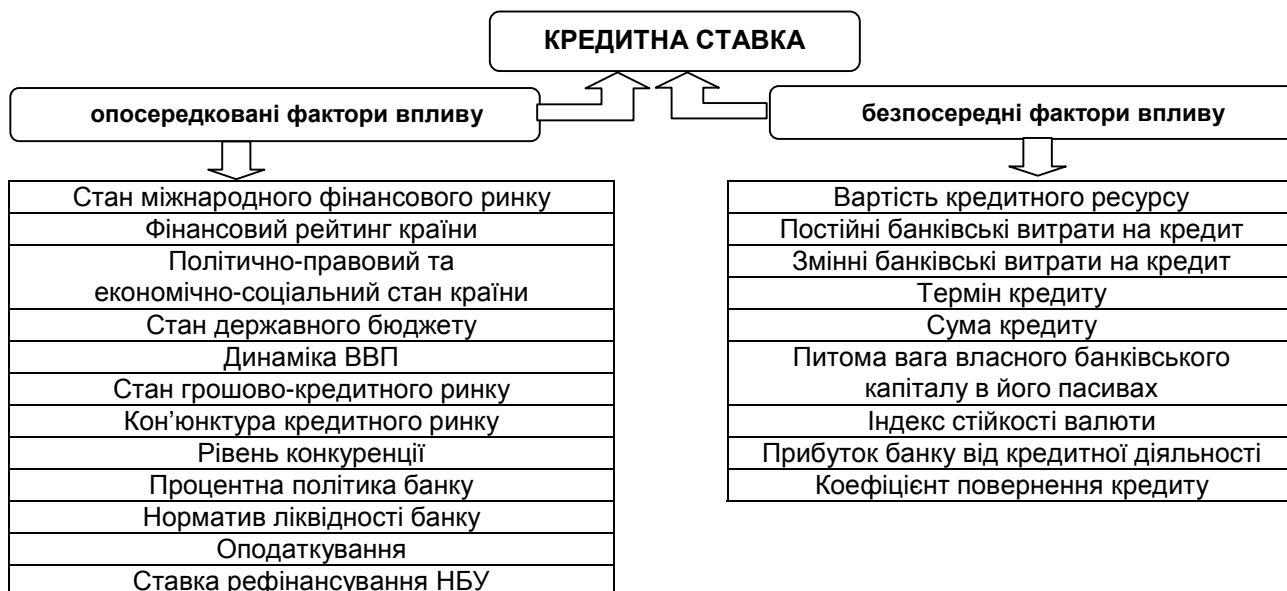 КРЕДИТНА СТАВКА
опосередковані фактори впливу
безпосередні фактори впливу
Стан міжнародного фінансового ринку
Фінансовий рейтинг країни
Політично-правовий та
економічно-соціальний стан країни
Стан державного бюджету
Динаміка ВВП
Стан грошово-кредитного ринку
Кон’юнктура кредитного ринку
Рівень конкуренції
Процентна політика банку
Норматив ліквідності банку
Оподаткування
Ставка рефінансування НБУ
Вартість кредитного ресурсу
Постійні банківські витрати на кредит
Змінні банківські витрати на кредит
Термін кредиту
Сума кредиту
Питома вага власного банківського
капіталу в його пасивах
Індекс стійкості валюти
Прибуток банку від кредитної діяльності
Коефіцієнт повернення кредиту